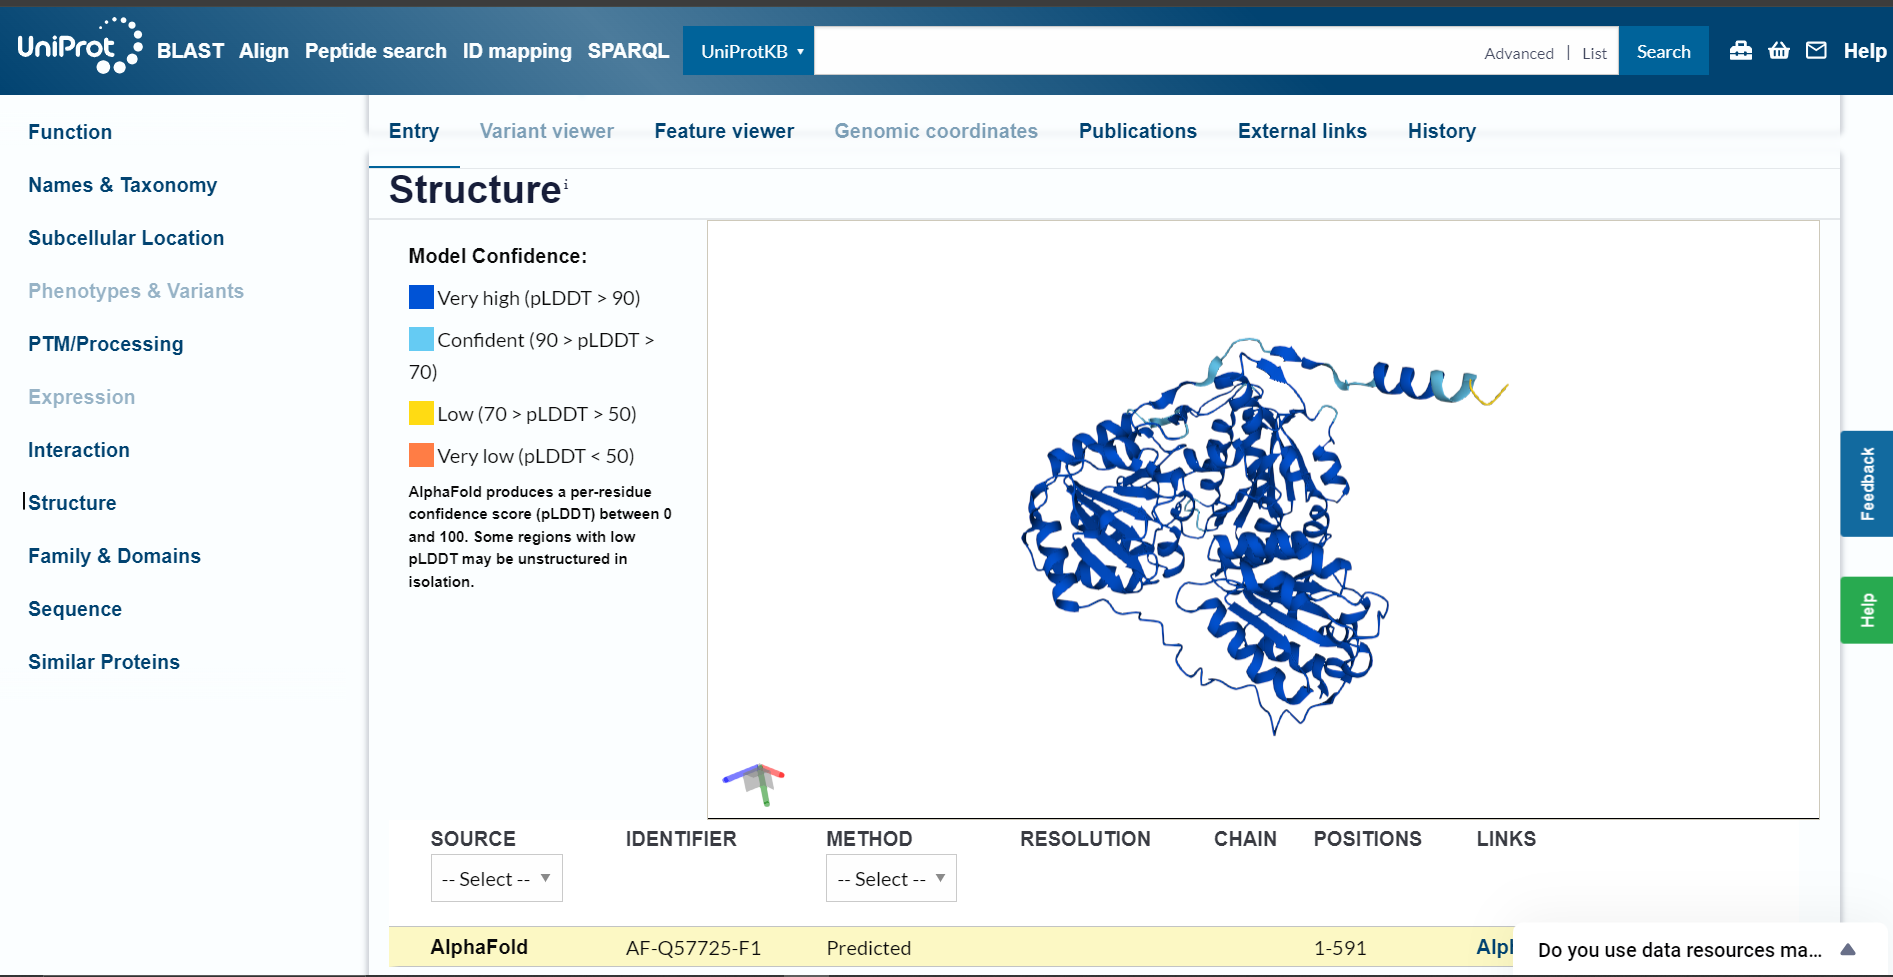 UniProt BLAST Align Peptide search ID mapping SPARQL UniProtKB Advanced | List Search Help
Function
Names & Taxonomy
Subcellular Location
Phenotypes & Variants
PTM/Processing
Expression
Interaction
Structure
Family & Domains
Sequence
Similar Proteins
Entry Variant viewer Feature viewer Genomic coordinates Publications External links History
Structure i
Model Confidence:
Very high (pLDDT > 90)
Confident (90 > pLDDT >
70)
Low (70 > pLDDT > 50)
Very low (pLDDT < 50)
AlphaFold produces a per-residue
confidence score (pLDDT) between 0
and 100. Some regions with low
pLDDT may be unstructured in
isolation.
SOURCE IDENTIFIER METHOD RESOLUTION CHAIN POSITIONS LINKS
-- Select -- -- Select --
AlphaFold AF-Q57725-F1 Predicted 1-591 Alpl
Feedback
Help
Do you use data resources ma...